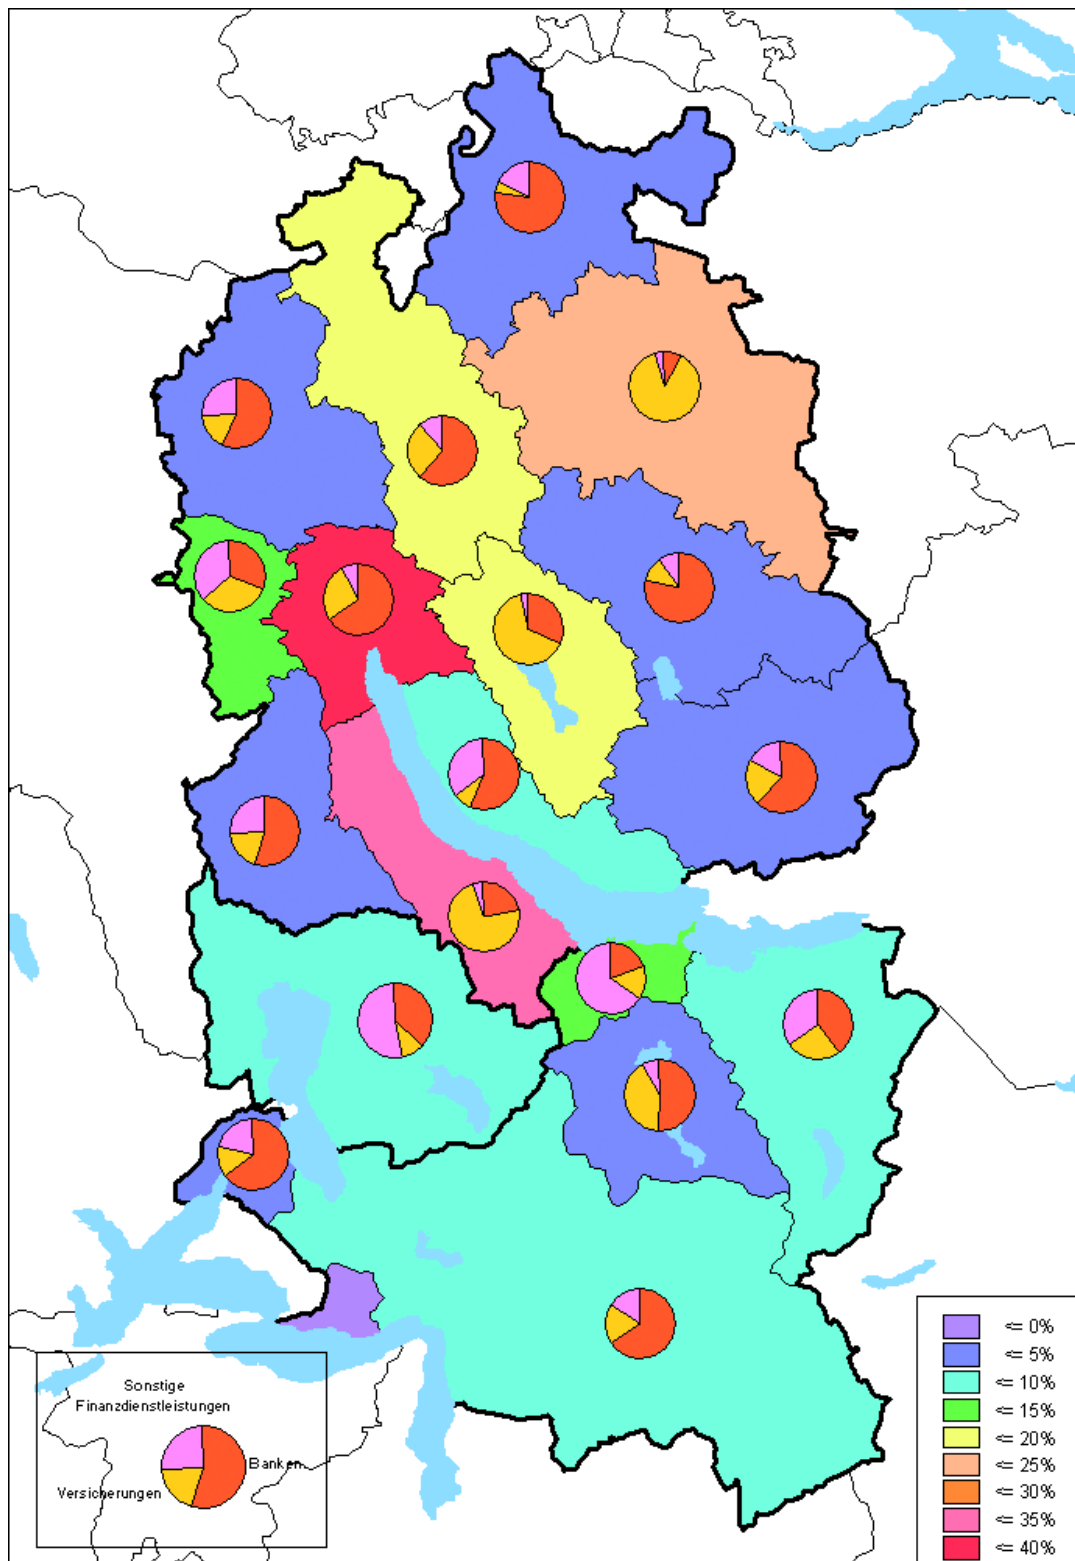 Sonstige
Finanzdienstleistungen
Banken
Versicherungen
<= 0%
<= 5%
<= 10%
<= 15%
<= 20%
<= 25%
<= 30%
<= 35%
<= 40%